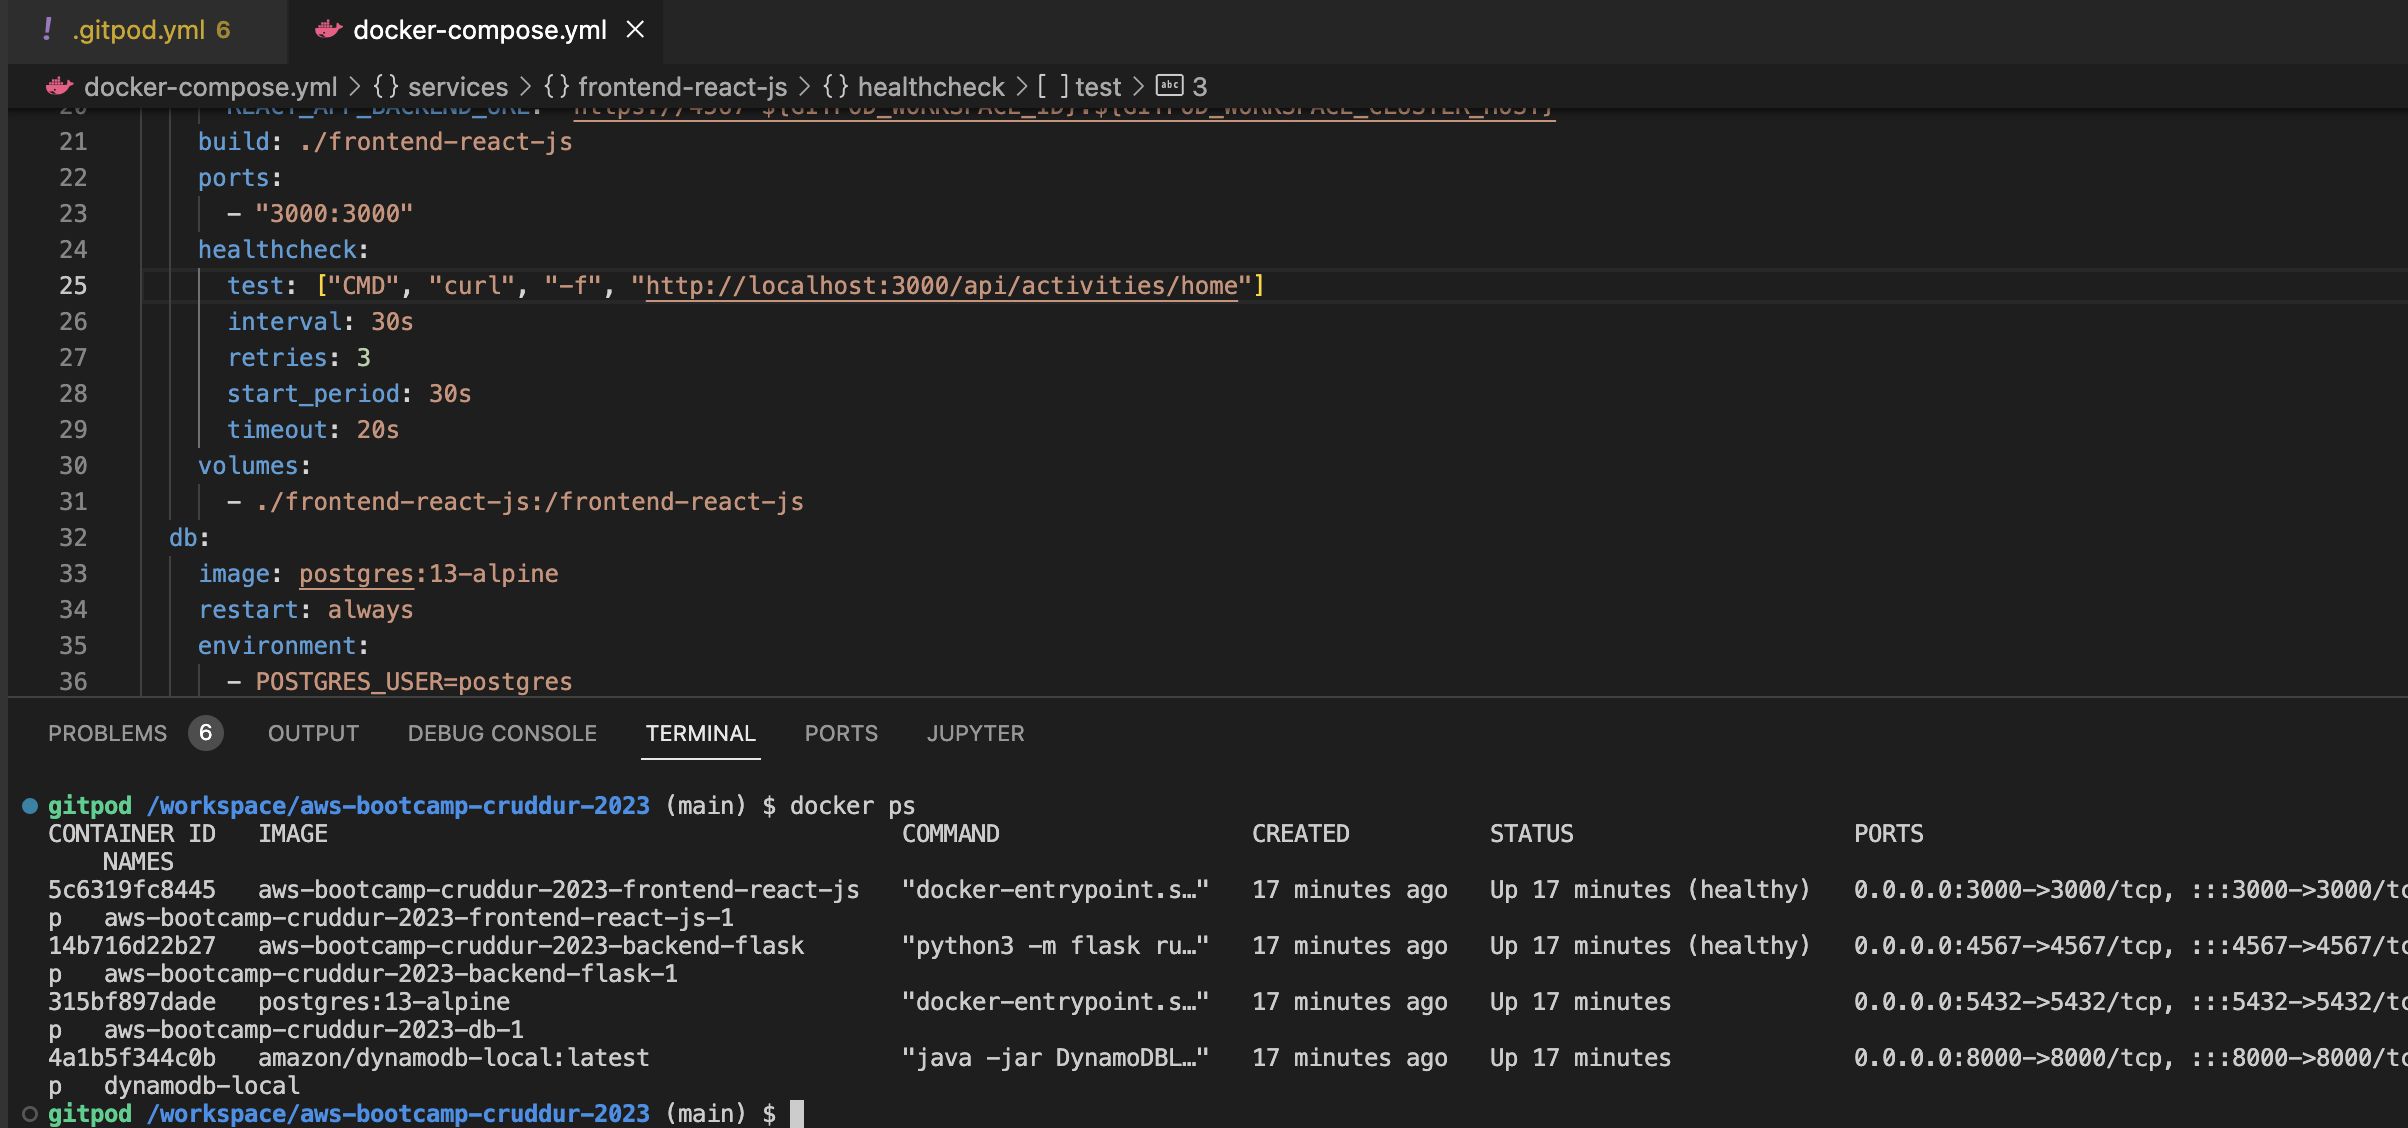 ! .gitpod.yml 6 docker-compose.yml ×
docker-compose.yml > {} services > {} frontend-react-js > {} healthcheck > [ ] test > abc 3
20 REACT_APP_BACKEND_URL: "https://4567-${GITPOD_WORKSPACE_ID}.${GITPOD_WORKSPACE_CLUSTER_HOST}"
21 build: ./frontend-react-js
22 ports:
23 - "3000:3000"
24 healthcheck:
25 test: ["CMD", "curl", "-f", "http://localhost:3000/api/activities/home"]
26 interval: 30s
27 retries: 3
28 start_period: 30s
29 timeout: 20s
30 volumes:
31 - ./frontend-react-js:/frontend-react-js
32 db:
33 image: postgres:13-alpine
34 restart: always
35 environment:
36 - POSTGRES_USER=postgres
PROBLEMS 6 OUTPUT DEBUG CONSOLE TERMINAL PORTS JUPYTER
gitpod /workspace/aws-bootcamp-cruddur-2023 (main) $ docker ps
CONTAINER ID IMAGE COMMAND CREATED STATUS PORTS
NAMES
5c6319fc8445 aws-bootcamp-cruddur-2023-frontend-react-js "docker-entrypoint.s…" 17 minutes ago Up 17 minutes (healthy) 0.0.0.0:3000->3000/tcp, :::3000->3000/tc
p aws-bootcamp-cruddur-2023-frontend-react-js-1
14b716d22b27 aws-bootcamp-cruddur-2023-backend-flask "python3 -m flask ru…" 17 minutes ago Up 17 minutes (healthy) 0.0.0.0:4567->4567/tcp, :::4567->4567/tc
p aws-bootcamp-cruddur-2023-backend-flask-1
315bf897dade postgres:13-alpine "docker-entrypoint.s…" 17 minutes ago Up 17 minutes 0.0.0.0:5432->5432/tcp, :::5432->5432/tc
p aws-bootcamp-cruddur-2023-db-1
4a1b5f344c0b amazon/dynamodb-local:latest "java -jar DynamoDBL…" 17 minutes ago Up 17 minutes 0.0.0.0:8000->8000/tcp, :::8000->8000/tc
p dynamodb-local
gitpod /workspace/aws-bootcamp-cruddur-2023 (main) $